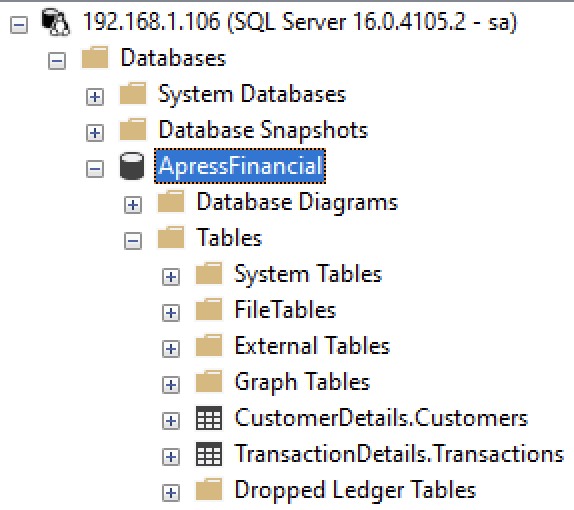 192.168.1.106 (SQL Server 16.0.4105.2 - sa)
Databases
System Databases
Database Snapshots
ApressFinancial
Database Diagrams
Tables
System Tables
FileTables
External Tables
Graph Tables
CustomerDetails.Customers
TransactionDetails.Transactions
Dropped Ledger Tables